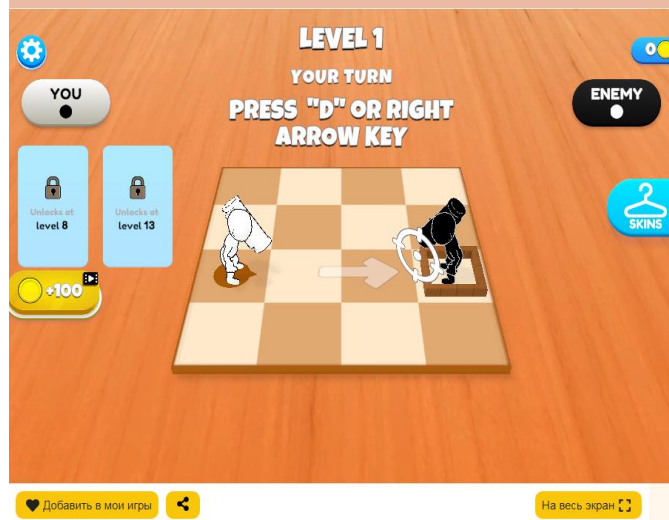 LEVEL 1
0
YOUR TURN
YOU
ENEMY
PRESS "D" OR RIGHT
ARROW KEY
Unlocks at
level 8
Unlocks at
level 13
SKINS
+100
Добавить в мои игры
На весь экран